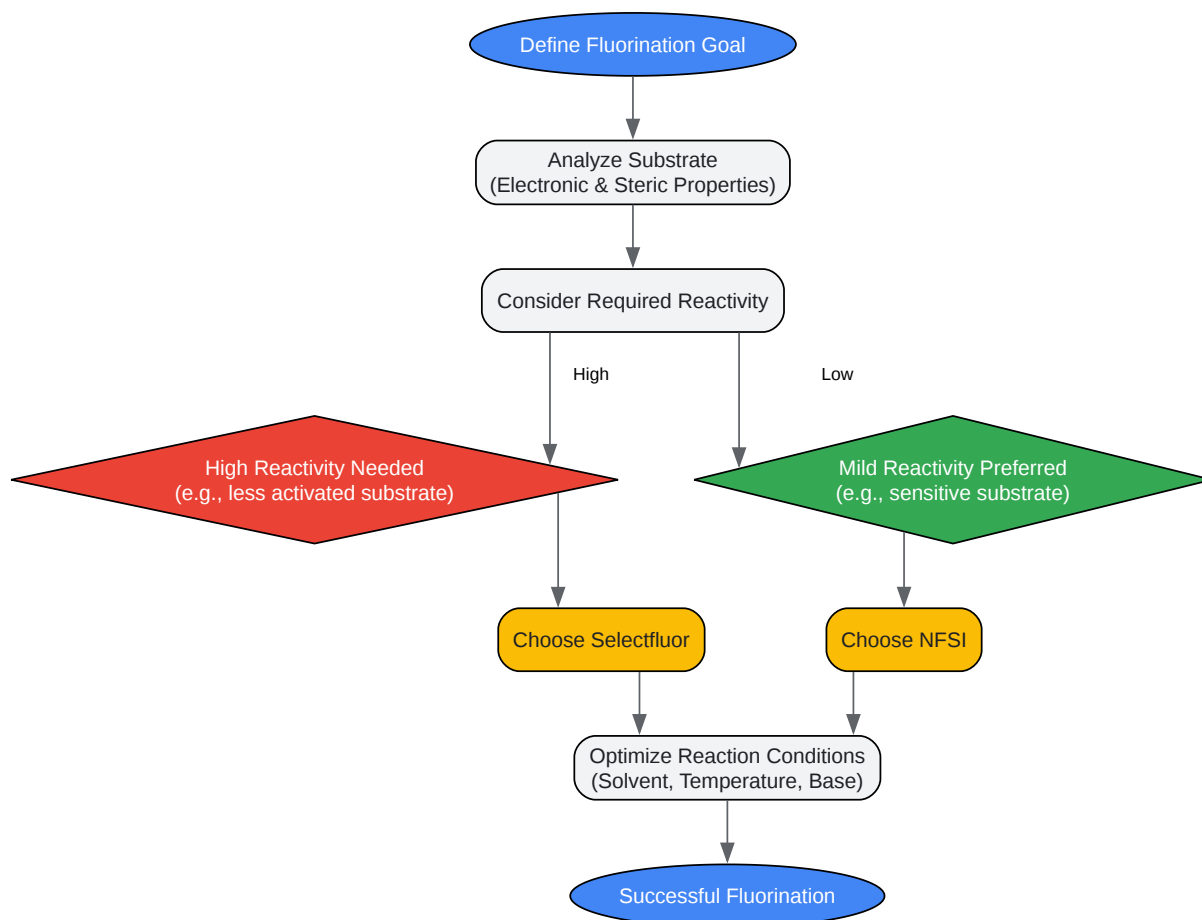 Define Fluorination Goal
Analyze Substrate
(Electronic & Steric Properties)
Consider Required Reactivity
High
Low
High Reactivity Needed
(e.g., less activated substrate)
Mild Reactivity Preferred
(e.g., sensitive substrate)
Choose Selectfluor
Choose NFSI
Optimize Reaction Conditions
(Solvent, Temperature, Base)
Successful Fluorination